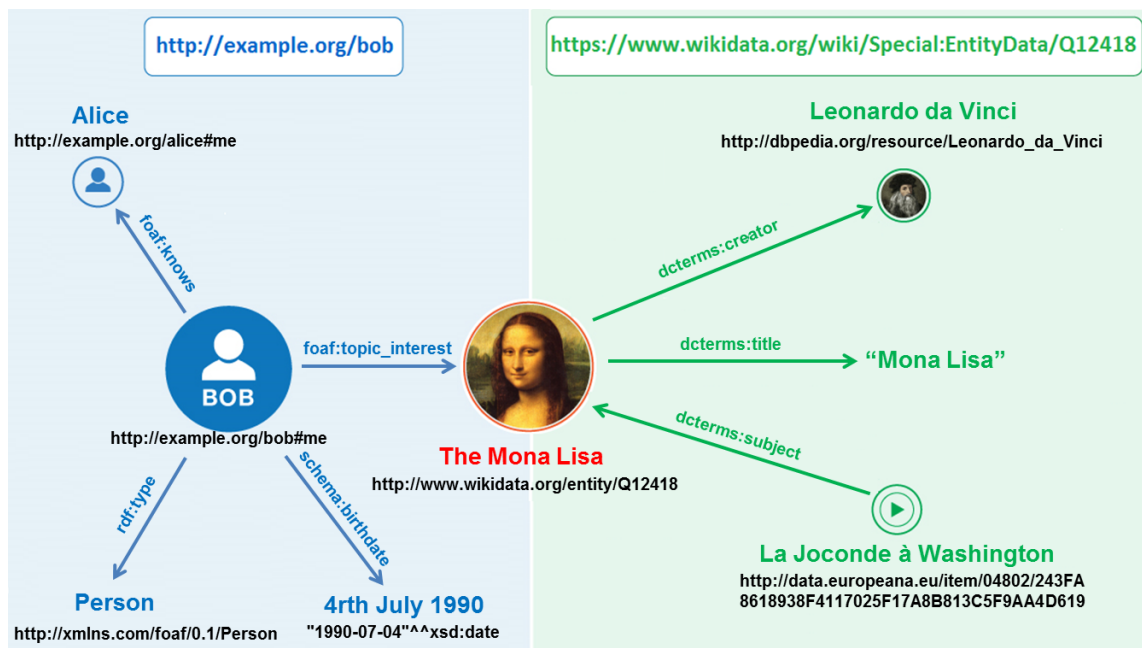 http://example.org/bob
https://www.wikidata.org/wiki/Special:EntityData/Q12418
Alice
http://example.org/alice#me
Leonardo da Vinci
http://dbpedia.org/resource/Leonardo_da_Vinci
foaf:knows
dcterms:creator
BOB
http://example.org/bob#me
foaf:topic_interest
dcterms:title
“Mona Lisa”
The Mona Lisa
http://www.wikidata.org/entity/Q12418
dcterms:subject
rdf:type
schema:birthdate
La Joconde à Washington
http://data.europeana.eu/item/04802/243FA
8618938F4117025F17A8B813C5F9AA4D619
Person
http://xmlns.com/foaf/0.1/Person
4rth July 1990
"1990-07-04"^^xsd:date